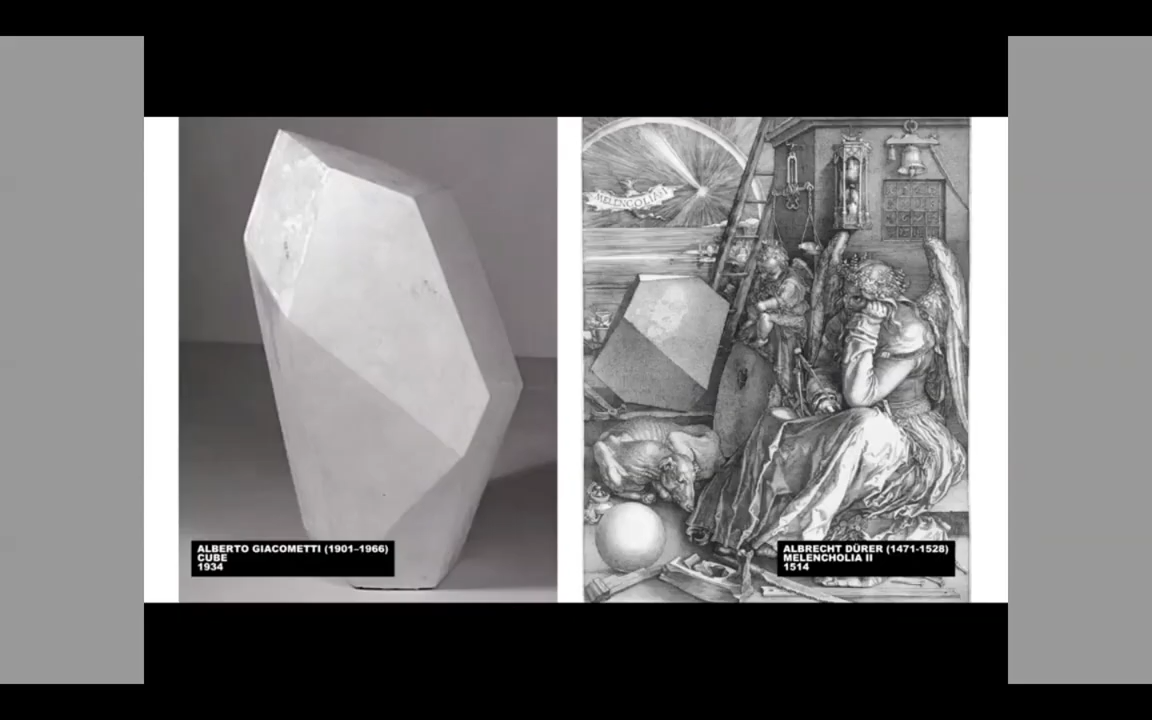 ALBERTO GIACOMETTI (1901–1966)
CUBE
1934
MELENCOLIA I
ALBRECHT DÜRER (1471-1528)
MELENCHOLIA II
1514